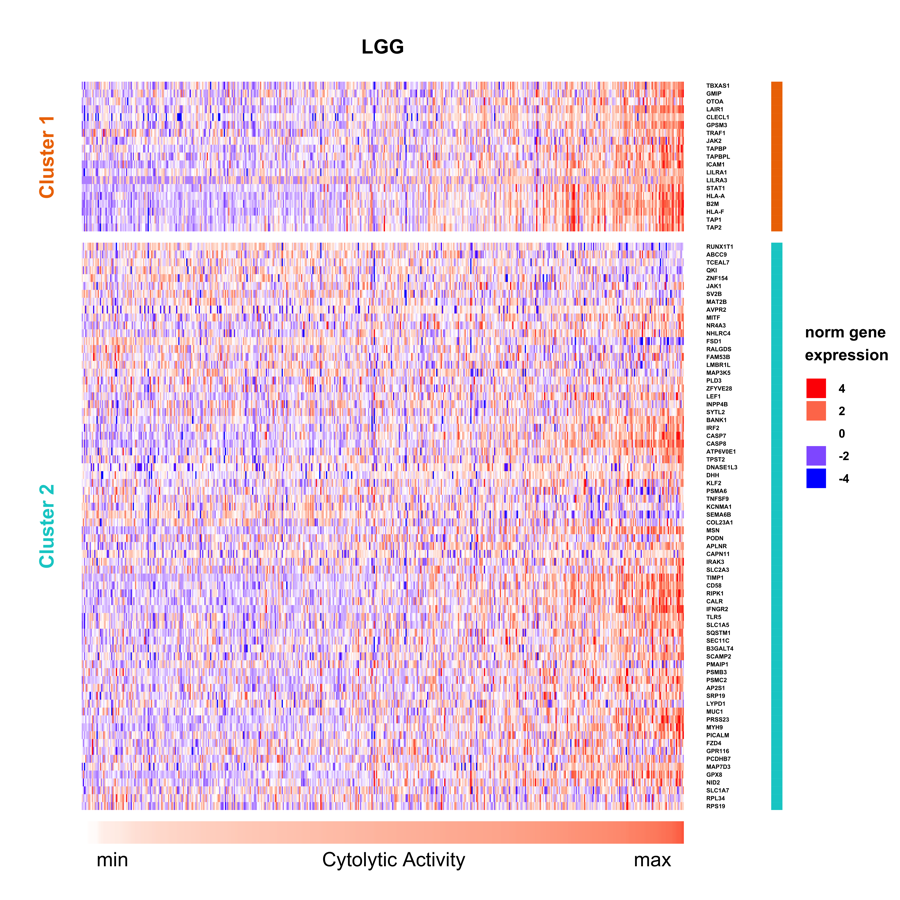 LGG
Cluster 1
TBXAS1
GMIP
OTOA
LAIR1
CLECL1
GPSM3
TRAF1
JAK2
TAPBP
TAPBPL
ICAM1
LILRA1
LILRA3
STAT1
HLA-A
B2M
HLA-F
TAP1
TAP2
Cluster 2
RUNX1T1
ABCC9
TCEAL7
QKI
ZNF154
JAK1
SV2B
MAT2B
AVPR2
MITF
NR4A3
NHLRC4
FSD1
RALGDS
FAM53B
LMBR1L
MAP3K5
PLD3
ZFYVE28
LEF1
INPP4B
SYTL2
BANK1
IRF2
CASP7
CASP8
ATP6V0E1
TPST2
DNASE1L3
DHH
KLF2
PSMA6
TNFSF9
KCNMA1
SEMA6B
COL23A1
MSN
PODN
APLNR
CAPN11
IRAK3
SLC2A3
TIMP1
CD58
RIPK1
CALR
IFNGR2
TLR5
SLC1A5
SQSTM1
SEC11C
B3GALT4
SCAMP2
PMAIP1
PSMB3
PSMC2
AP2S1
SRP19
LYPD1
MUC1
PRSS23
MYH9
PICALM
FZD4
GPR116
PCDHB7
MAP7D3
GPX8
NID2
SLC1A7
RPL34
RPS19
norm gene
expression
4
2
0
-2
-4
min Cytolytic Activity max